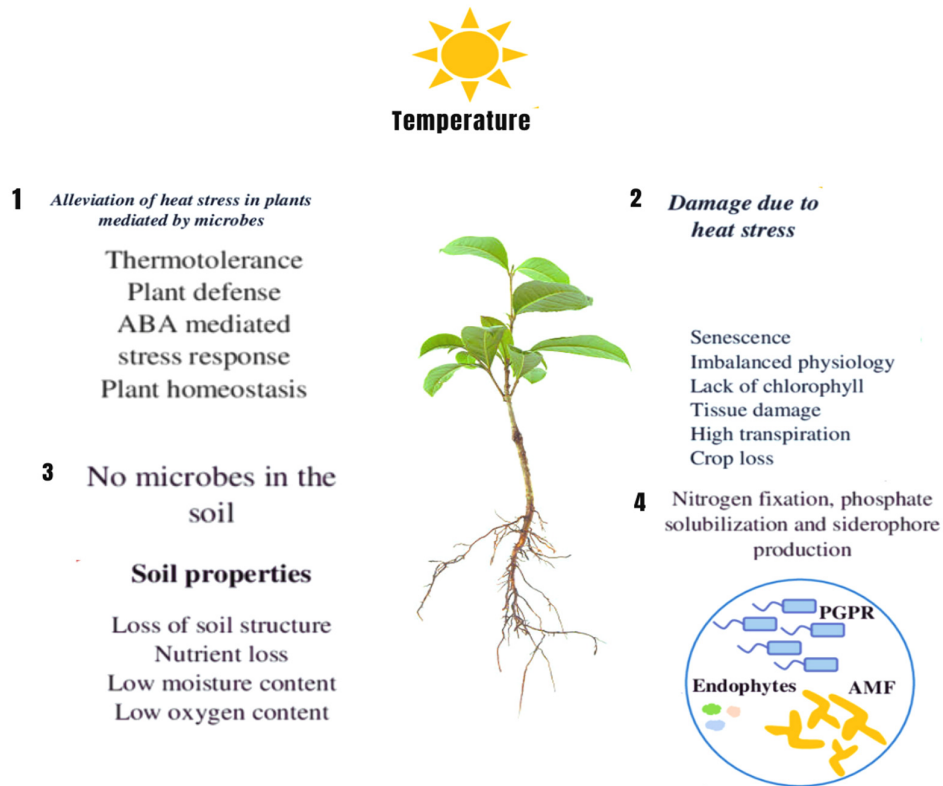 Temperature
1
Alleviation of heat stress in plants
mediated by microbes
Thermotolerance
Plant defense
ABA mediated
stress response
Plant homeostasis
2
Damage due to
heat stress
Senescence
Imbalanced physiology
Lack of chlorophyll
Tissue damage
High transpiration
Crop loss
3
No microbes in the
soil
Soil properties
Loss of soil structure
Nutrient loss
Low moisture content
Low oxygen content
4
Nitrogen fixation, phosphate
solubilization and siderophore
production
PGPR
Endophytes
AMF